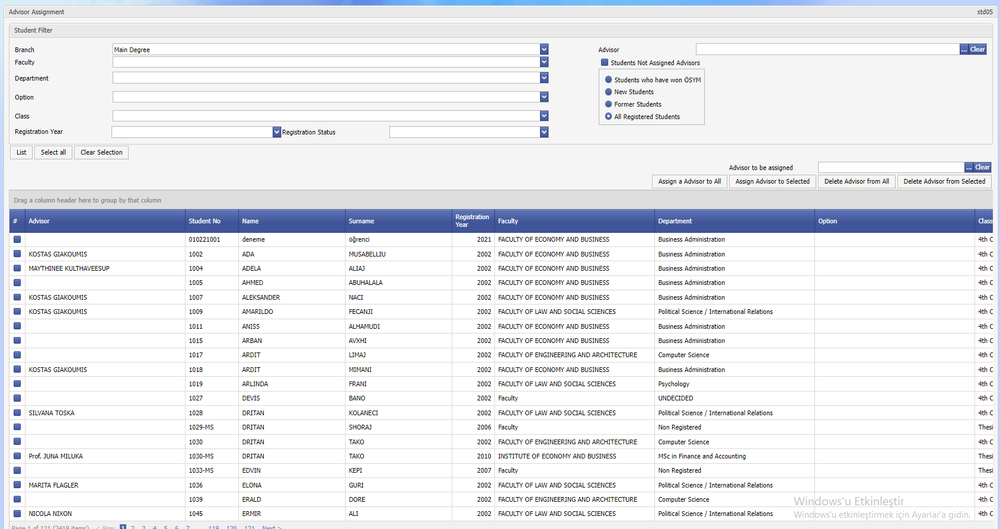 Advisor Assignment std05
Student Filter
Branch Main Degree Advisor ... Clear
Faculty Students Not Assigned Advisors
Department Students who have won ÖSYM
New Students
Option Former Students
Class All Registered Students
Registration Year Registration Status
List Select all Clear Selection
Advisor to be assigned ... Clear
Assign a Advisor to All Assign Advisor to Selected Delete Advisor from All Delete Advisor from Selected
Drag a column header here to group by that column
# Advisor Student No Name Surname Registration Year Faculty Department Option Class
010221001 deneme öğrenci 2021 FACULTY OF ECONOMY AND BUSINESS Business Administration 4th C
KOSTAS GIAKOUMIS 1002 ADA MUSABELLIU 2002 FACULTY OF ECONOMY AND BUSINESS Business Administration 4th C
MAYTHINEE KULTHAVEESUP 1004 ADELA ALIAJ 2002 FACULTY OF ECONOMY AND BUSINESS Business Administration 4th C
1005 AHMED ABUHALALA 2002 FACULTY OF ECONOMY AND BUSINESS Business Administration 4th C
KOSTAS GIAKOUMIS 1007 ALEKSANDER NACI 2002 FACULTY OF ECONOMY AND BUSINESS Business Administration 4th C
KOSTAS GIAKOUMIS 1009 AMARILDO FECANJI 2002 FACULTY OF LAW AND SOCIAL SCIENCES Political Science / International Relations 4th C
1011 ANISS ALHAMUDI 2002 FACULTY OF ECONOMY AND BUSINESS Business Administration 4th C
1015 ARBAN AVXHI 2002 FACULTY OF ECONOMY AND BUSINESS Business Administration 4th C
1017 ARDIT LIMAJ 2002 FACULTY OF ENGINEERING AND ARCHITECTURE Computer Science 4th C
KOSTAS GIAKOUMIS 1018 ARDIT MIMANI 2002 FACULTY OF ECONOMY AND BUSINESS Business Administration 4th C
1019 ARLINDA FRANI 2002 FACULTY OF LAW AND SOCIAL SCIENCES Psychology 4th C
1027 DEVIS BANO 2002 Faculty UNDECIDED 4th C
SILVANA TOSKA 1028 DRITAN KOLANECI 2002 FACULTY OF LAW AND SOCIAL SCIENCES Political Science / International Relations 4th C
1029-MS DRITAN SHORAJ 2006 Faculty Non Registered Thesi
1030 DRITAN TAKO 2002 FACULTY OF ENGINEERING AND ARCHITECTURE Computer Science 4th C
Prof. JUNA MILUKA 1030-MS DRITAN TAKO 2010 INSTITUTE OF ECONOMY AND BUSINESS MSc in Finance and Accounting Thesi
1033-MS EDVIN KEPI 2007 Faculty Non Registered Thesi
MARITA FLAGLER 1036 ELONA GURI 2002 FACULTY OF LAW AND SOCIAL SCIENCES Political Science / International Relations 4th C
1039 ERALD DORE 2002 FACULTY OF ENGINEERING AND ARCHITECTURE Computer Science 4th C
NICOLA NIXON 1045 ERMIR ALI 2002 FACULTY OF LAW AND SOCIAL SCIENCES Political Science / International Relations 4th C
Windows'u Etkinleştir
Windows'u etkinleştirmek için Ayarlar'a gidin.
Page 1 of 121 (2419 items) < Prev 1 2 3 4 5 6 7 ... 119 120 121 Next >